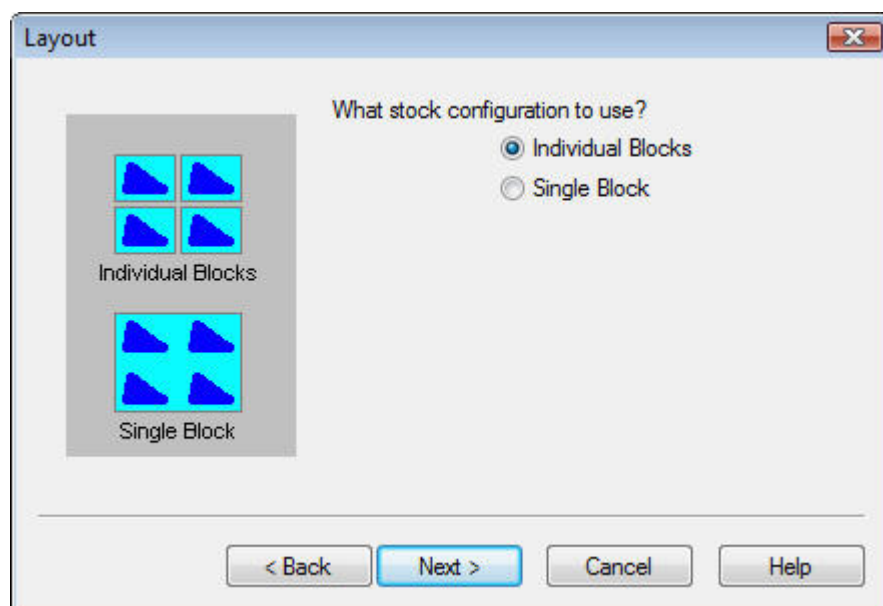 Layout
What stock configuration to use?
Individual Blocks
Single Block
Individual Blocks
Single Block
< Back
Next >
Cancel
Help